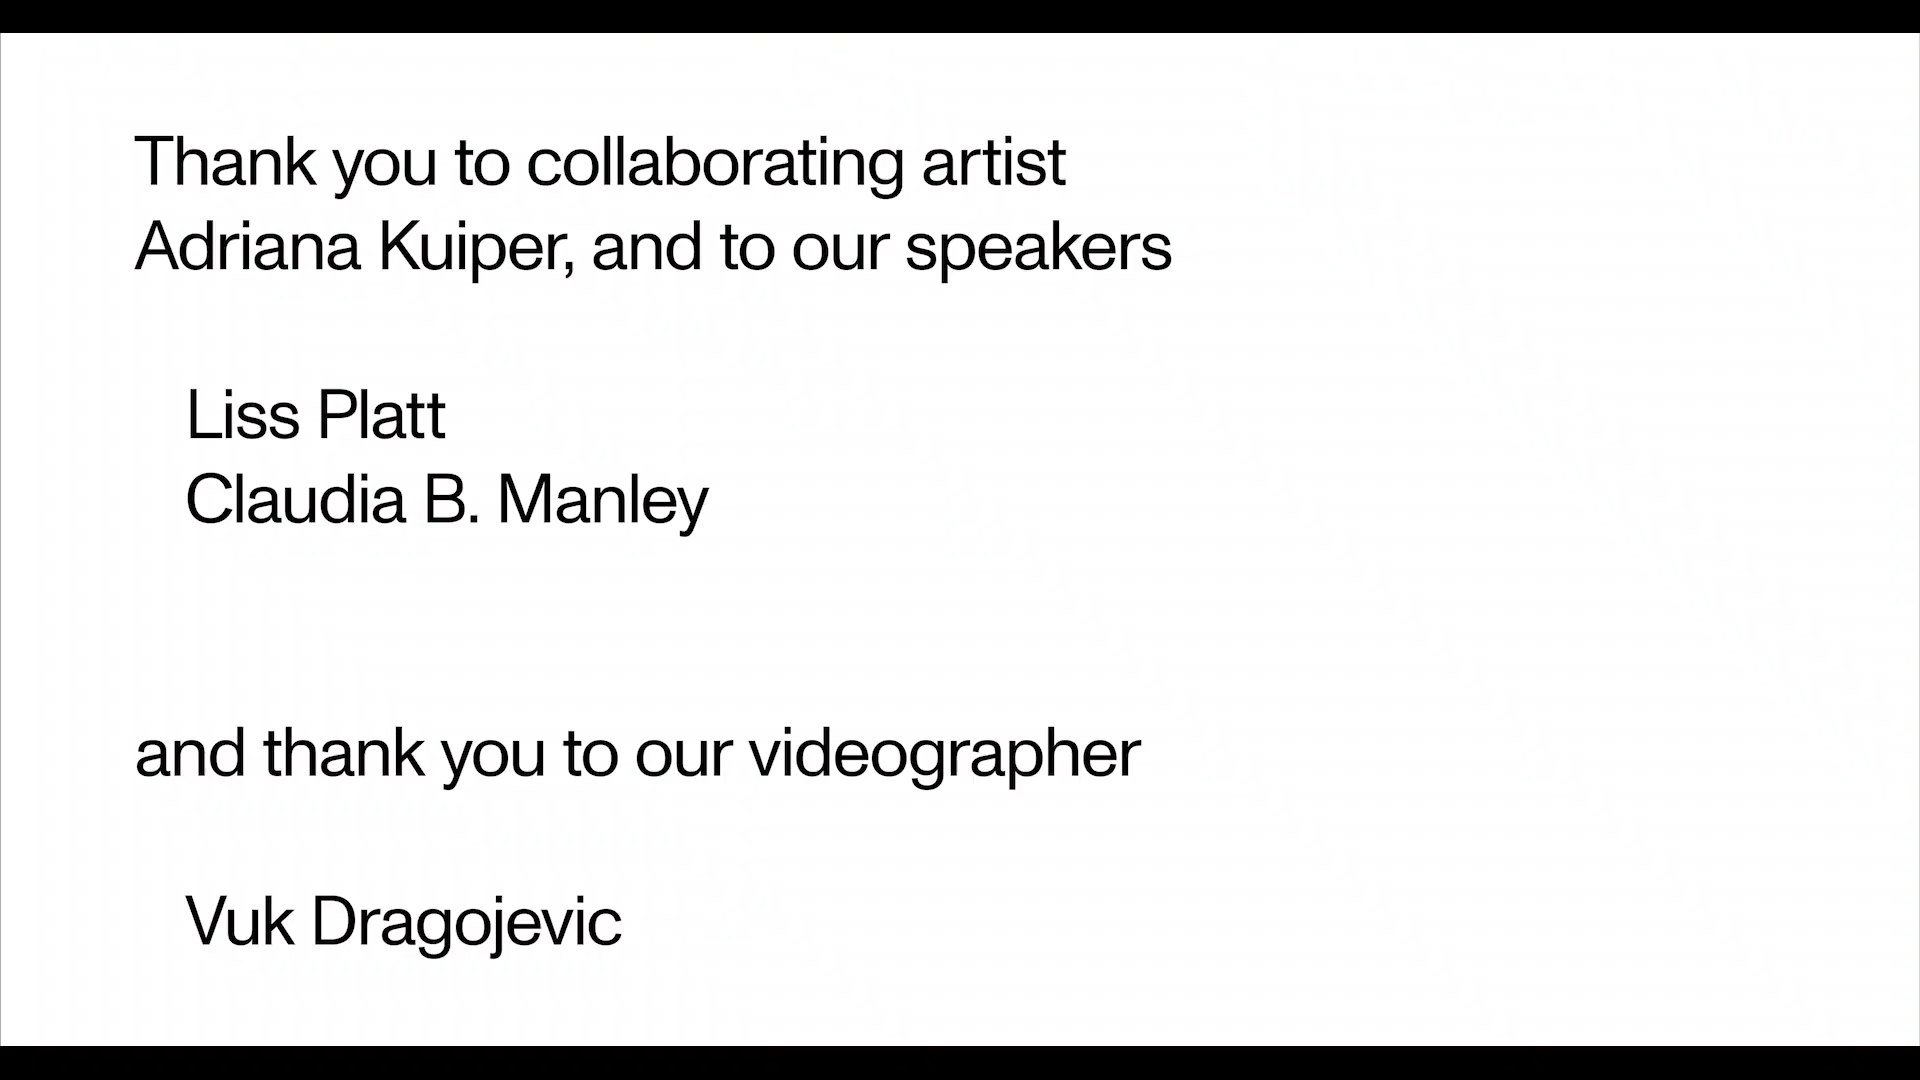 Thank you to collaborating artist
Adriana Kuiper, and to our speakers
Liss Platt
Claudia B. Manley
and thank you to our videographer
Vuk Dragojevic